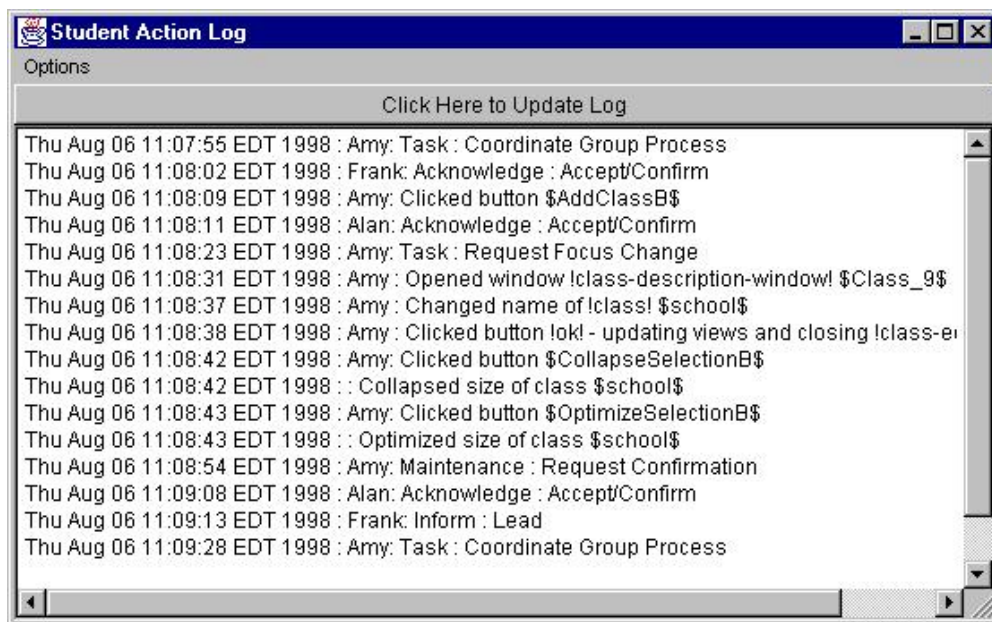 Student Action Log
Options
Click Here to Update Log
Thu Aug 06 11:07:55 EDT 1998 : Amy: Task : Coordinate Group Process
Thu Aug 06 11:08:02 EDT 1998 : Frank: Acknowledge : Accept/Confirm
Thu Aug 06 11:08:09 EDT 1998 : Amy: Clicked button $AddClassB$
Thu Aug 06 11:08:11 EDT 1998 : Alan: Acknowledge : Accept/Confirm
Thu Aug 06 11:08:23 EDT 1998 : Amy: Task : Request Focus Change
Thu Aug 06 11:08:31 EDT 1998 : Amy : Opened window !class-description-window! $Class_9$
Thu Aug 06 11:08:37 EDT 1998 : Amy : Changed name of !class! $school$
Thu Aug 06 11:08:38 EDT 1998 : Amy : Clicked button !ok! - updating views and closing !class-e
Thu Aug 06 11:08:42 EDT 1998 : Amy: Clicked button $CollapseSelectionB$
Thu Aug 06 11:08:42 EDT 1998 : : Collapsed size of class $school$
Thu Aug 06 11:08:43 EDT 1998 : Amy: Clicked button $OptimizeSelectionB$
Thu Aug 06 11:08:43 EDT 1998 : : Optimized size of class $school$
Thu Aug 06 11:08:54 EDT 1998 : Amy: Maintenance : Request Confirmation
Thu Aug 06 11:09:08 EDT 1998 : Alan: Acknowledge : Accept/Confirm
Thu Aug 06 11:09:13 EDT 1998 : Frank: Inform : Lead
Thu Aug 06 11:09:28 EDT 1998 : Amy: Task : Coordinate Group Process